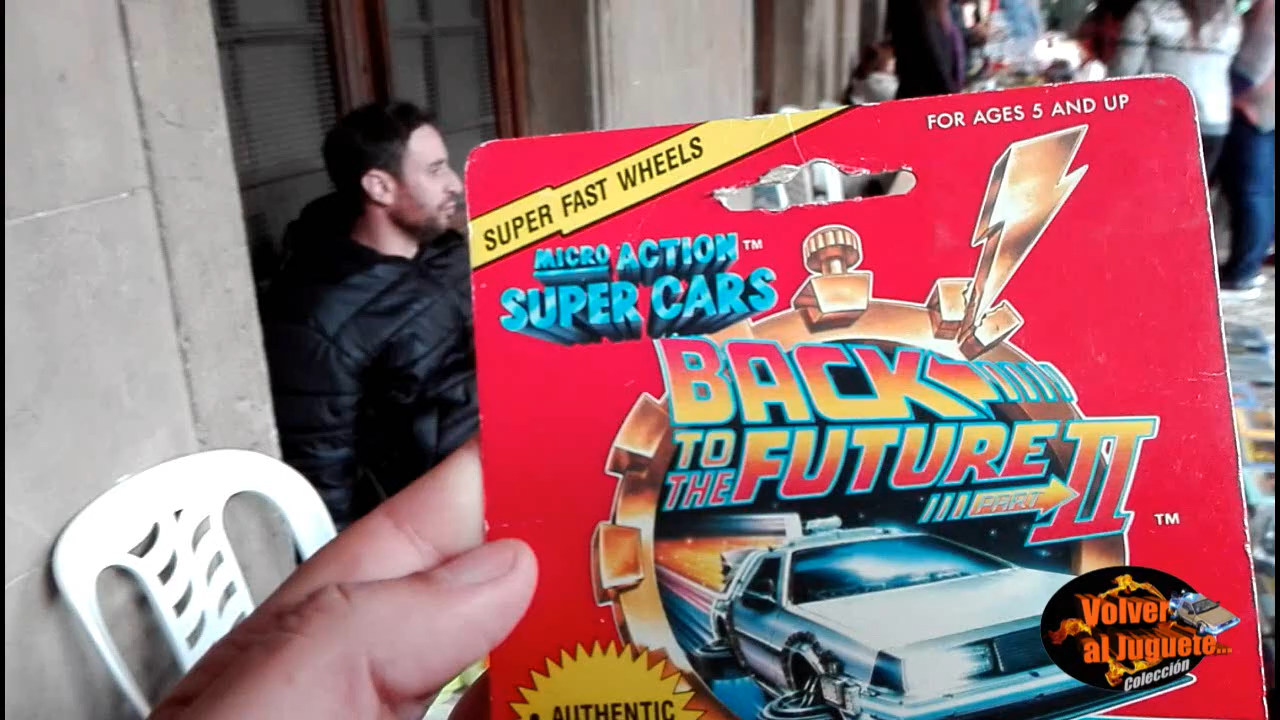 FOR AGES 5 AND UP
SUPER FAST WHEELS
MICRO ACTION™
SUPER CARS
BACK
TO THE FUTURE II
PART
™
AUTHENTIC
Volver
al Juguete...
Colección